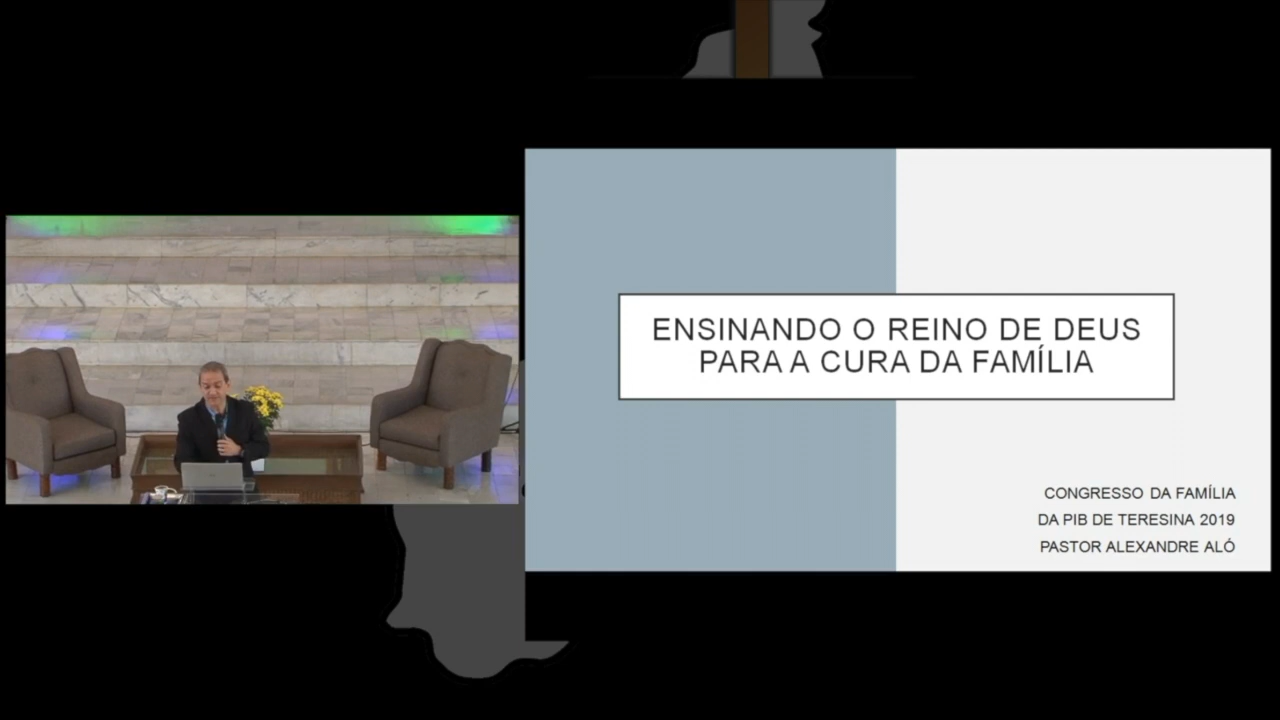 ENSINANDO O REINO DE DEUS
PARA A CURA DA FAMÍLIA
CONGRESSO DA FAMÍLIA
DA PIB DE TERESINA 2019
PASTOR ALEXANDRE ALÓ